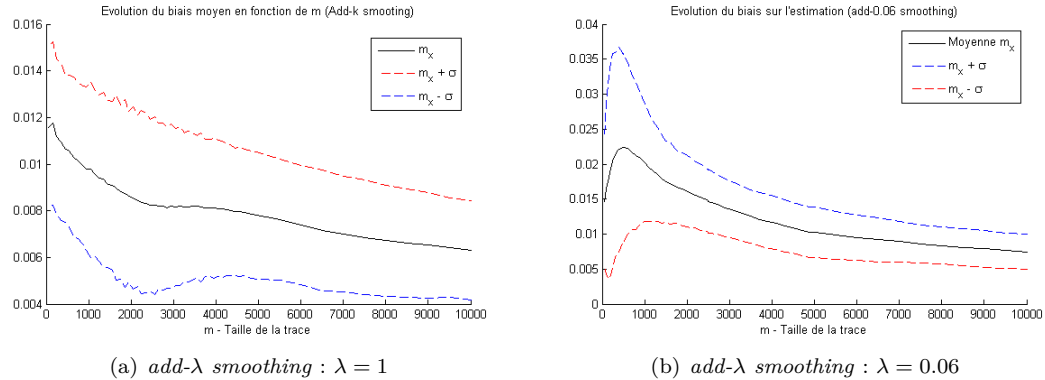 Evolution du biais moyen en fonction de m (Add-k smooting)
0.016
0.014
0.012
0.01
0.008
0.006
0.004
0 1000 2000 3000 4000 5000 6000 7000 8000 9000 10000
m - Taille de la trace
m_x
m_x + σ
m_x - σ
(a) add-λ smoothing : λ = 1
Evolution du biais sur l'estimation (add-0.06 smoothing)
0.04
0.035
0.03
0.025
0.02
0.015
0.01
0.005
0
0 1000 2000 3000 4000 5000 6000 7000 8000 9000 10000
m - Taille de la trace
Moyenne m_x
m_x + σ
m_x - σ
(b) add-λ smoothing : λ = 0.06